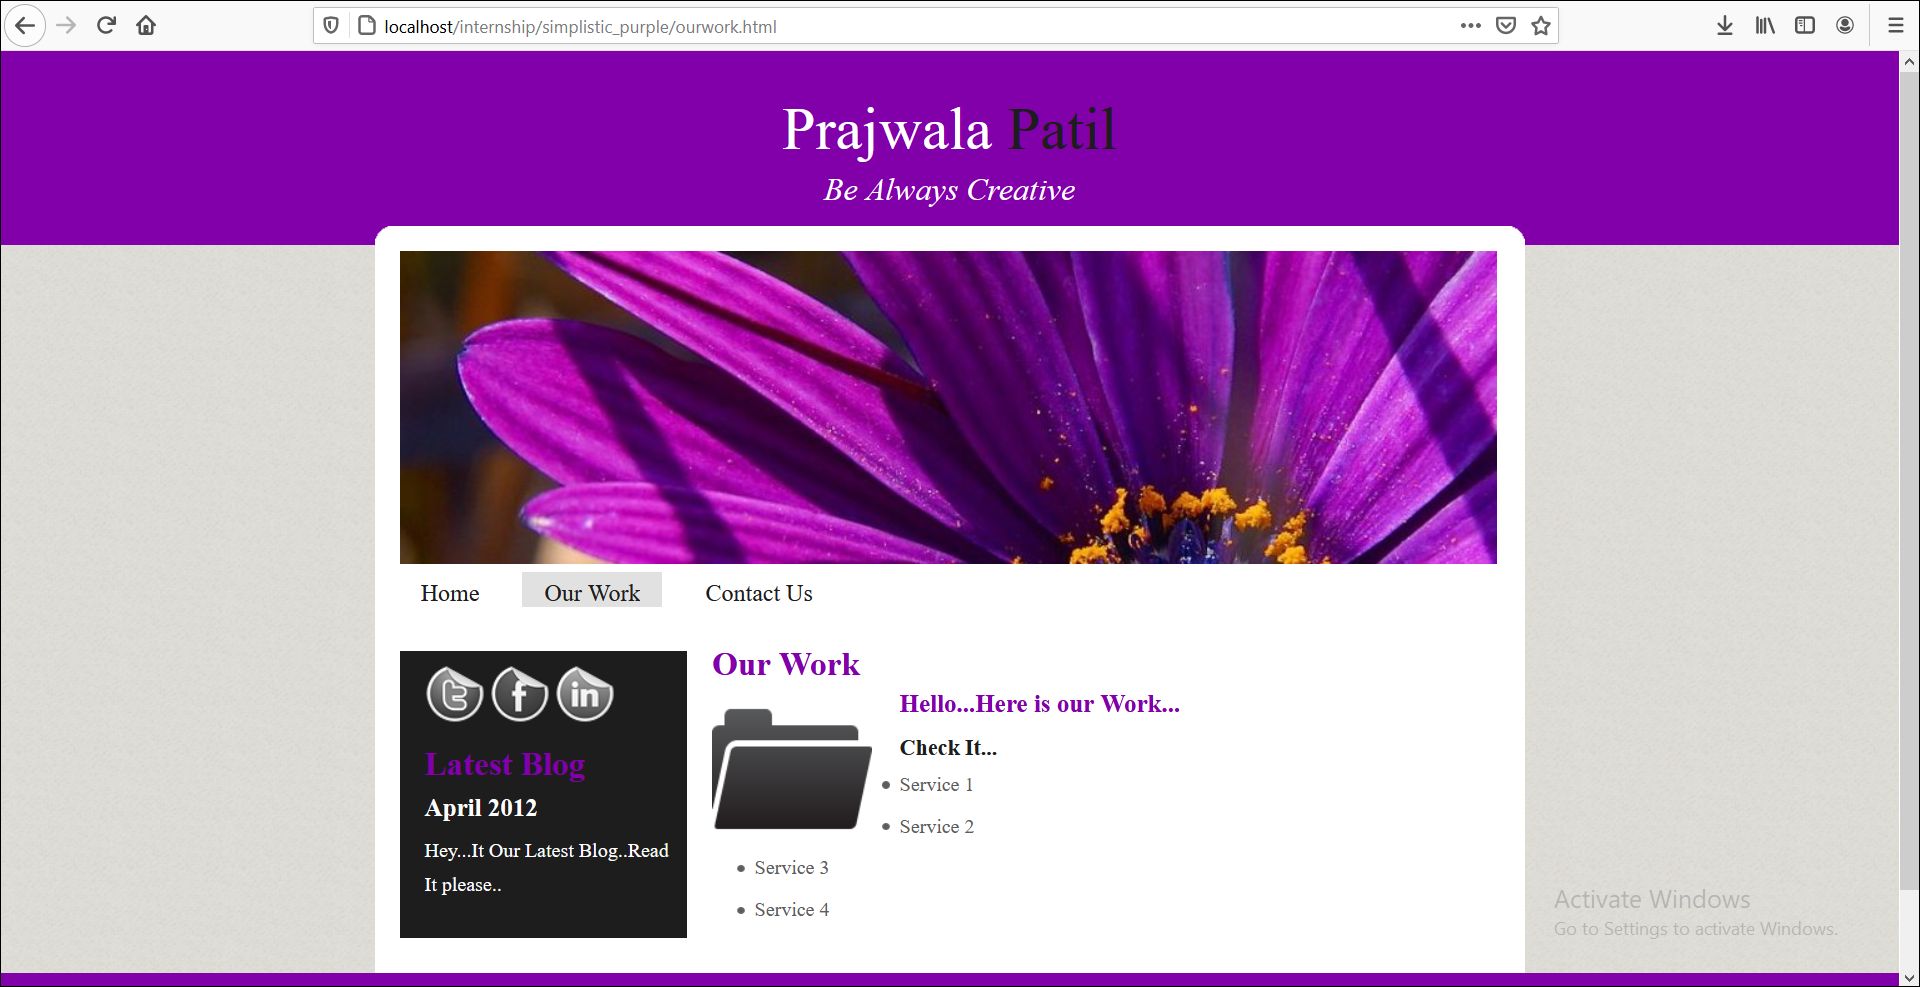 localhost/internship/simplistic_purple/ourwork.html
Prajwala Patil
Be Always Creative
Home Our Work Contact Us
Latest Blog
April 2012
Hey...It Our Latest Blog..Read
It please..
Our Work
Hello...Here is our Work...
Check It...
Service 1
Service 2
Service 3
Service 4
Activate Windows
Go to Settings to activate Windows.